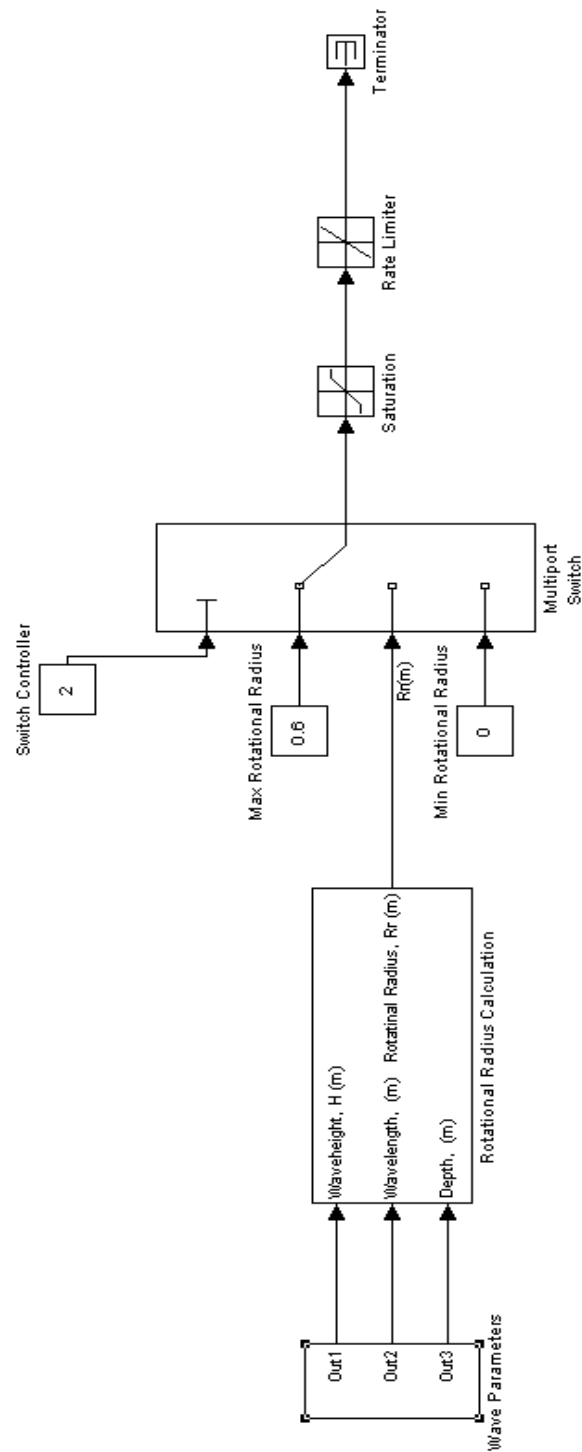 Wave Parameters
Out1
Out2
Out3
Waveheight, H (m)
Wavelength, (m)
Depth, (m)
Rotatinal Radius, Rr (m)
Rotational Radius Calculation
Switch Controller
2
Max Rotational Radius
0.6
Rr(m)
Min Rotational Radius
0
Multiport
Switch
Saturation
Rate Limiter
Terminator